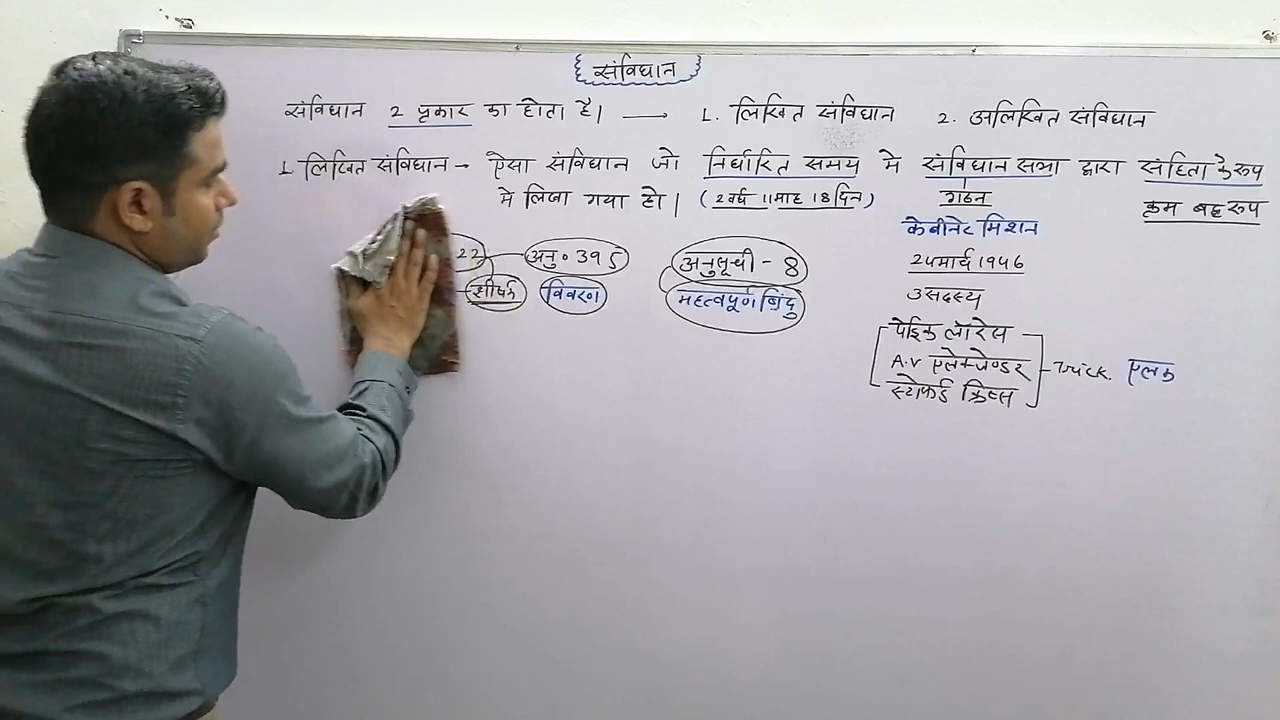 संविधान
संविधान 2 प्रकार का होता है। → 1. लिखित संविधान 2. अलिखित संविधान
1 लिखित संविधान → ऐसा संविधान जो निर्धारित समय मे संविधान सभा द्वारा संहिता के रूप
मे लिखा गया हो। (2 वर्ष 11 माह 18 दिन) गठन क्रम बद्ध रूप
केबीनेट मिशन
22 अनु० 395 अनुसूची - 8
24 मार्च 1946
शीर्षक विवरण महत्वपूर्ण बिंदु
3 सदस्य
पैट्रिक लॉरेंस
A.V एलेक्जेण्डर Trick. एलक
स्टेफर्ड क्रिप्स